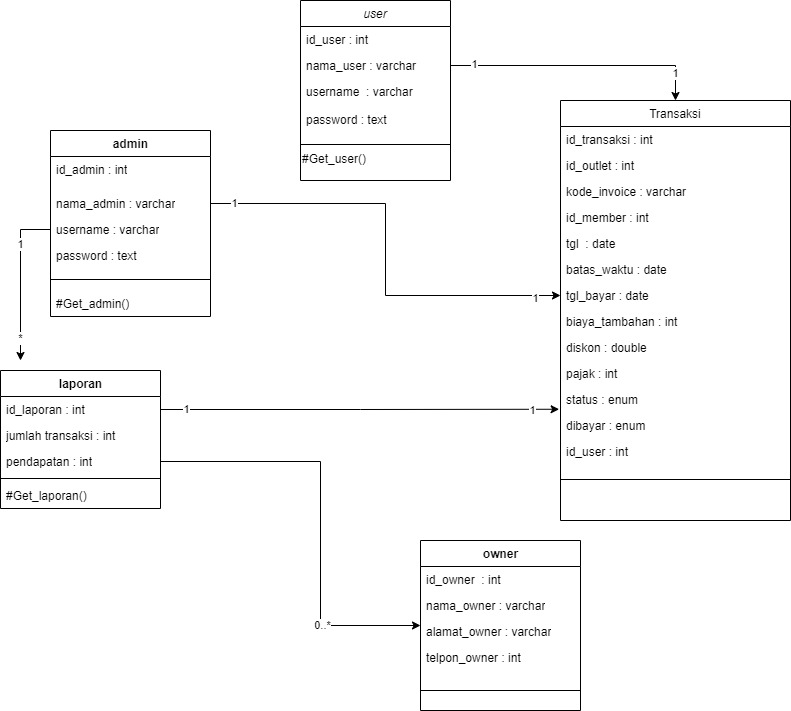 user
id_user : int
nama_user : varchar
username : varchar
password : text
#Get_user()
1
1
Transaksi
id_transaksi : int
id_outlet : int
kode_invoice : varchar
id_member : int
tgl : date
batas_waktu : date
tgl_bayar : date
biaya_tambahan : int
diskon : double
pajak : int
status : enum
dibayar : enum
id_user : int
admin
id_admin : int
nama_admin : varchar
username : varchar
password : text
#Get_admin()
1
1
1
*
laporan
id_laporan : int
jumlah transaksi : int
pendapatan : int
#Get_laporan()
1
1
0..*
owner
id_owner : int
nama_owner : varchar
alamat_owner : varchar
telpon_owner : int